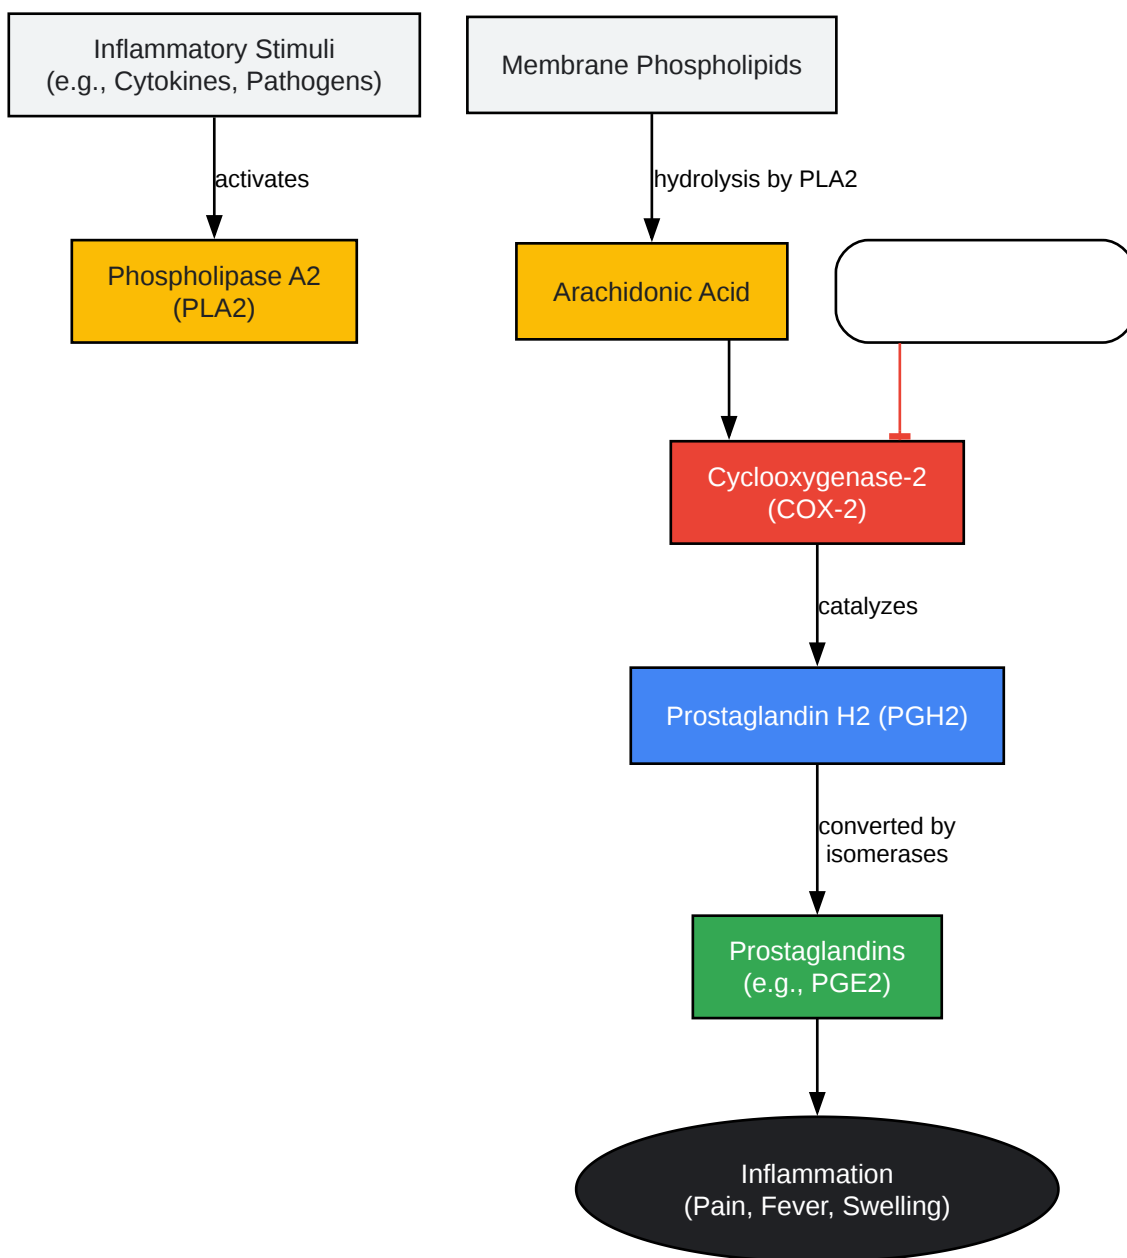 Inflammatory Stimuli
(e.g., Cytokines, Pathogens)
Membrane Phospholipids
activates
hydrolysis by PLA2
Phospholipase A2
(PLA2)
Arachidonic Acid
Cyclooxygenase-2
(COX-2)
catalyzes
Prostaglandin H2 (PGH2)
converted by
isomerases
Prostaglandins
(e.g., PGE2)
Inflammation
(Pain, Fever, Swelling)